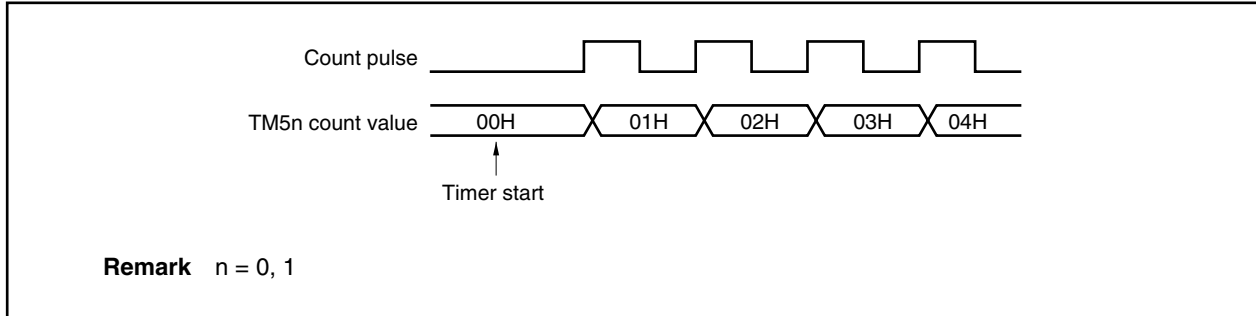 Count pulse
TM5n count value 00H 01H 02H 03H 04H
Timer start
Remark n = 0, 1